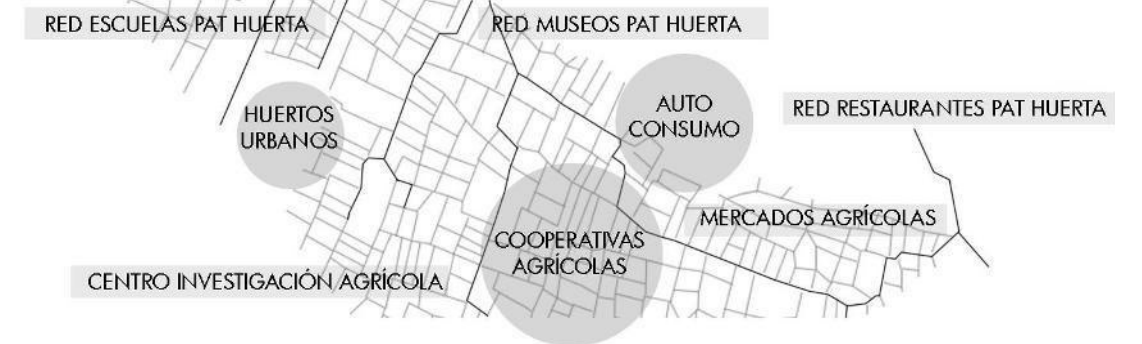 RED ESCUELAS PAT HUERTA
RED MUSEOS PAT HUERTA
HUERTOS
URBANOS
AUTO
CONSUMO
RED RESTAURANTES PAT HUERTA
MERCADOS AGRÍCOLAS
COOPERATIVAS
AGRÍCOLAS
CENTRO INVESTIGACIÓN AGRÍCOLA